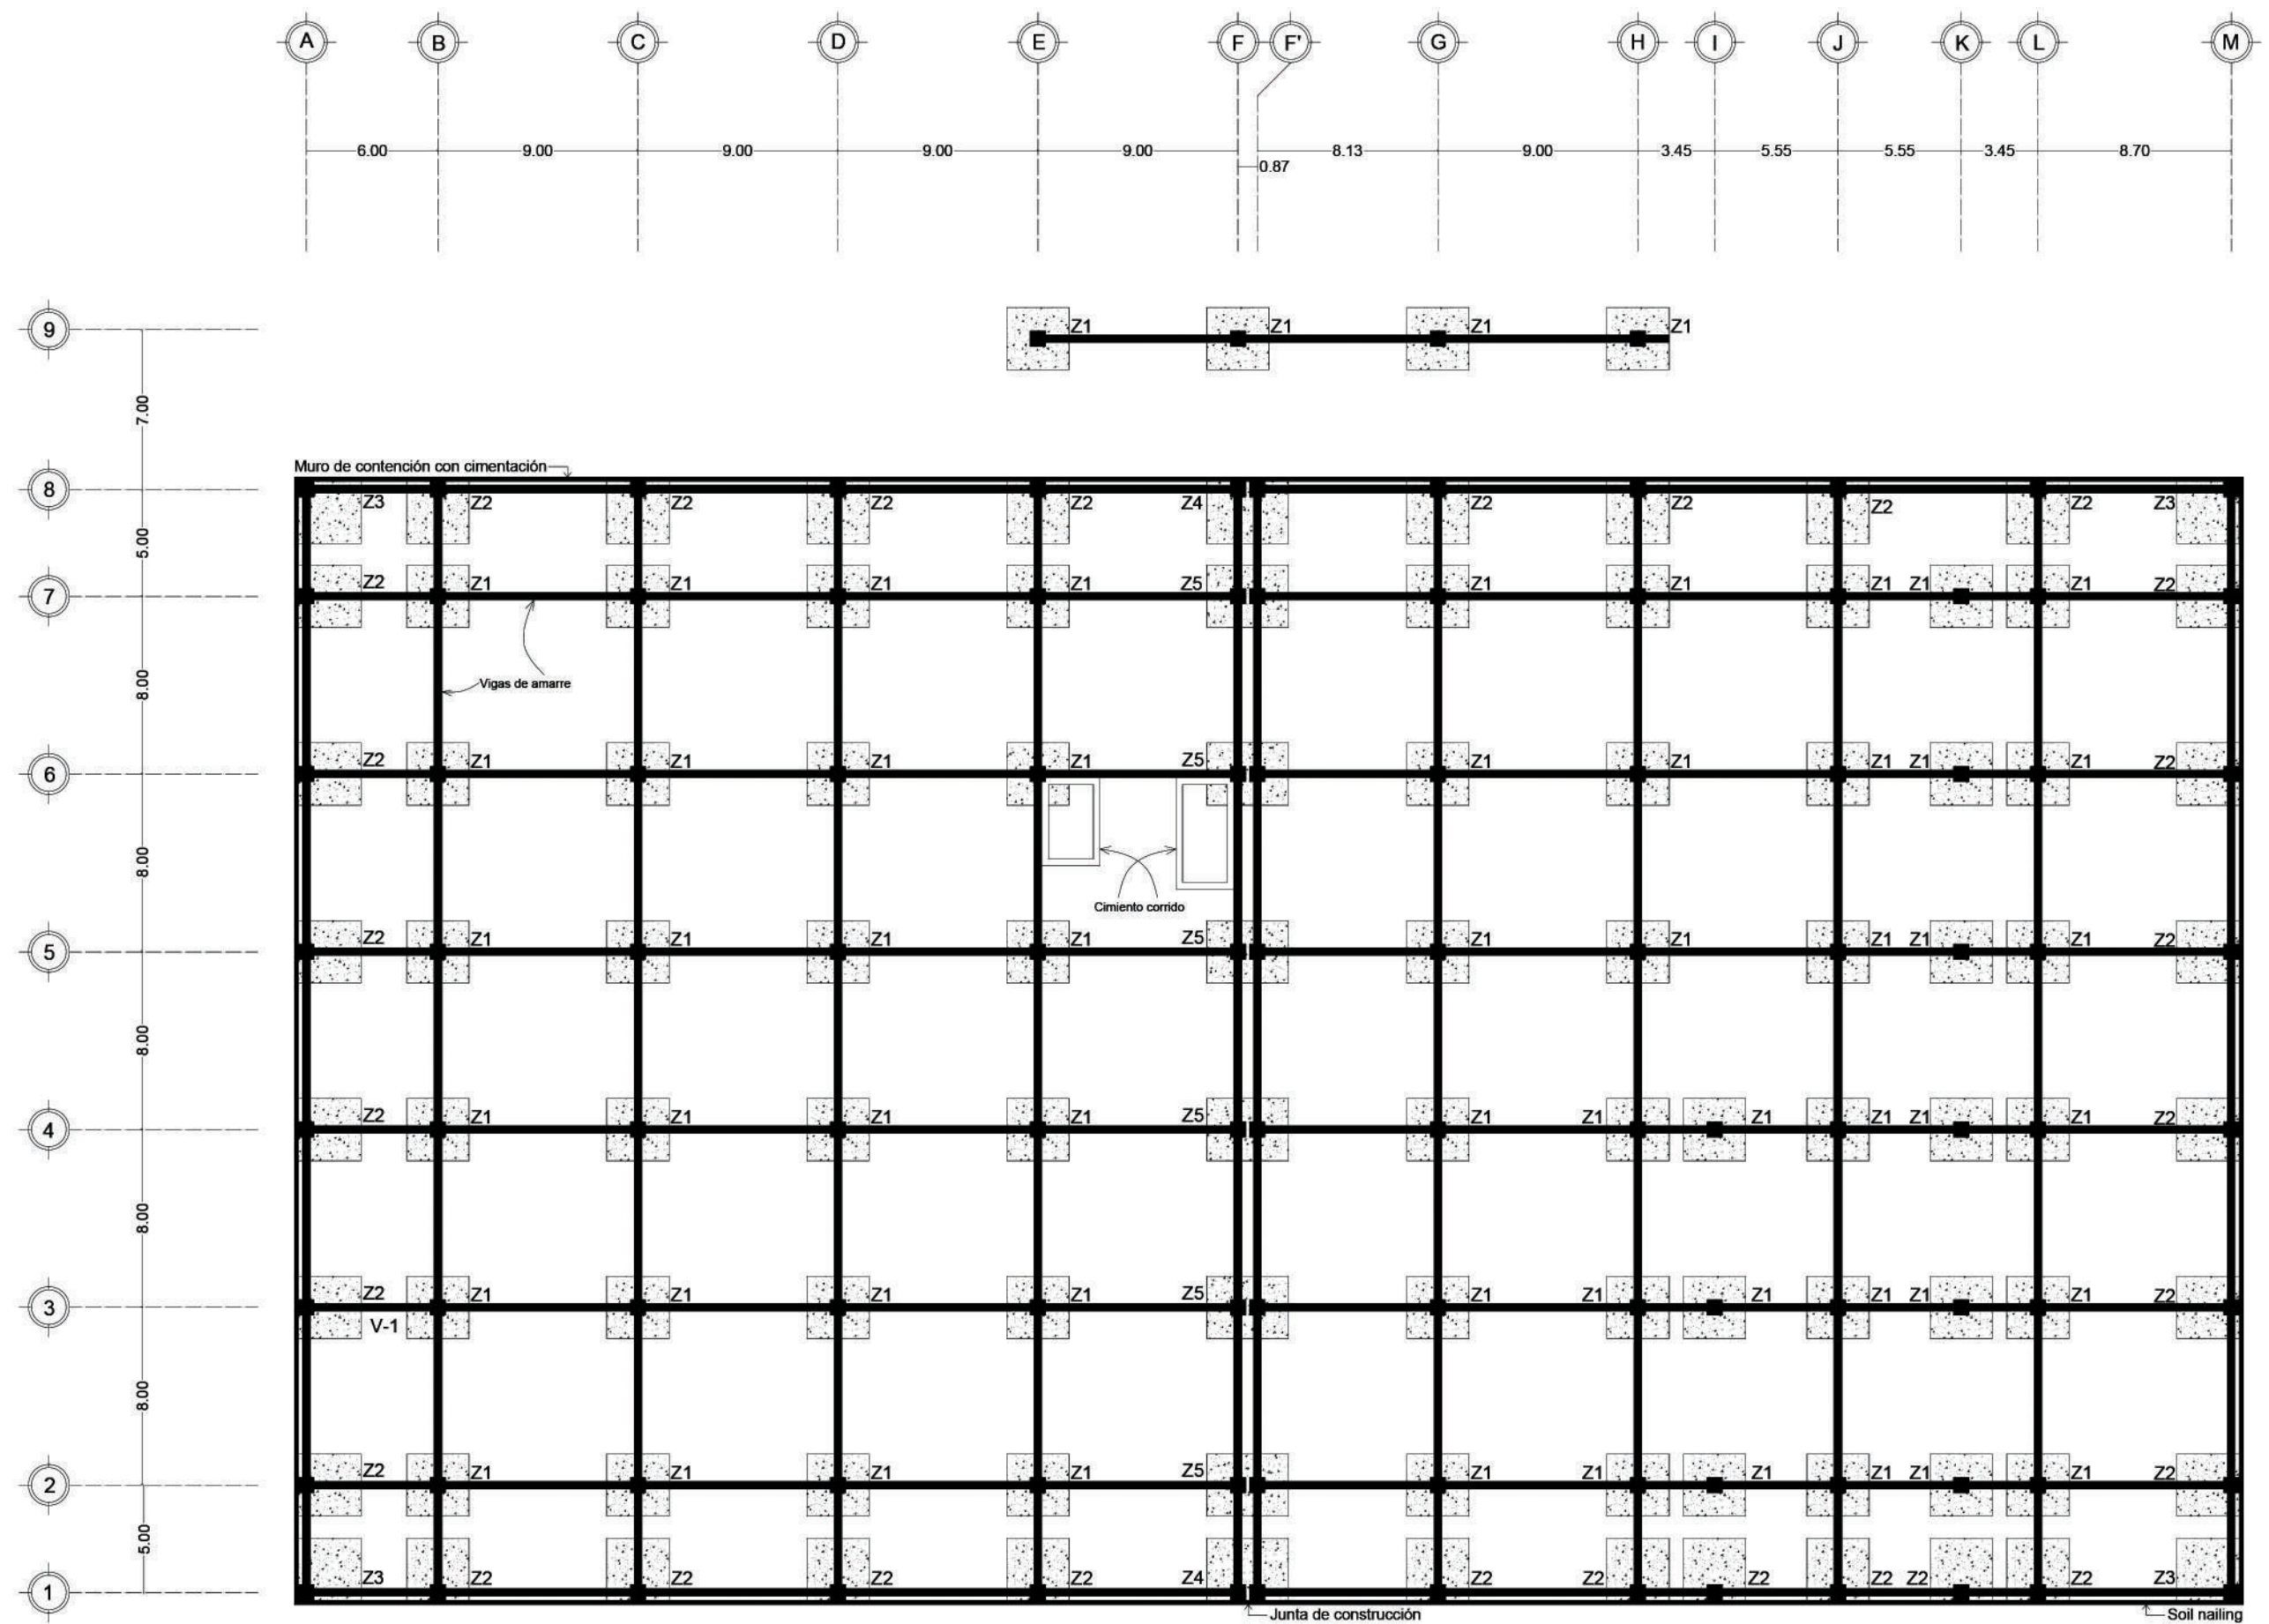 A B C D E F F' G H I J K L M
6.00 9.00 9.00 9.00 9.00 8.13 9.00 3.45 5.55 5.55 3.45 8.70
0.87
9 Z1 Z1 Z1 Z1
7.00
Muro de contención con cimentación
8 Z3 Z2 Z2 Z2 Z2 Z4 Z2 Z2 Z2 Z2 Z3
5.00
7 Z2 Z1 Z1 Z1 Z1 Z5 Z1 Z1 Z1 Z1 Z1 Z2
8.00
Vigas de amarre
6 Z2 Z1 Z1 Z1 Z1 Z5 Z1 Z1 Z1 Z1 Z1 Z2
8.00
Cimiento corrido
5 Z2 Z1 Z1 Z1 Z1 Z5 Z1 Z1 Z1 Z1 Z1 Z2
8.00
4 Z2 Z1 Z1 Z1 Z1 Z5 Z1 Z1 Z1 Z1 Z1 Z1 Z2
8.00
3 Z2 Z1 Z1 Z1 Z1 Z5 Z1 Z1 Z1 Z1 Z1 Z1 Z2
V-1
8.00
2 Z2 Z1 Z1 Z1 Z1 Z5 Z1 Z1 Z1 Z1 Z1 Z1 Z2
5.00
1 Z3 Z2 Z2 Z2 Z2 Z4 Z2 Z2 Z2 Z2 Z2 Z2 Z3
Junta de construcción
Soil nailing